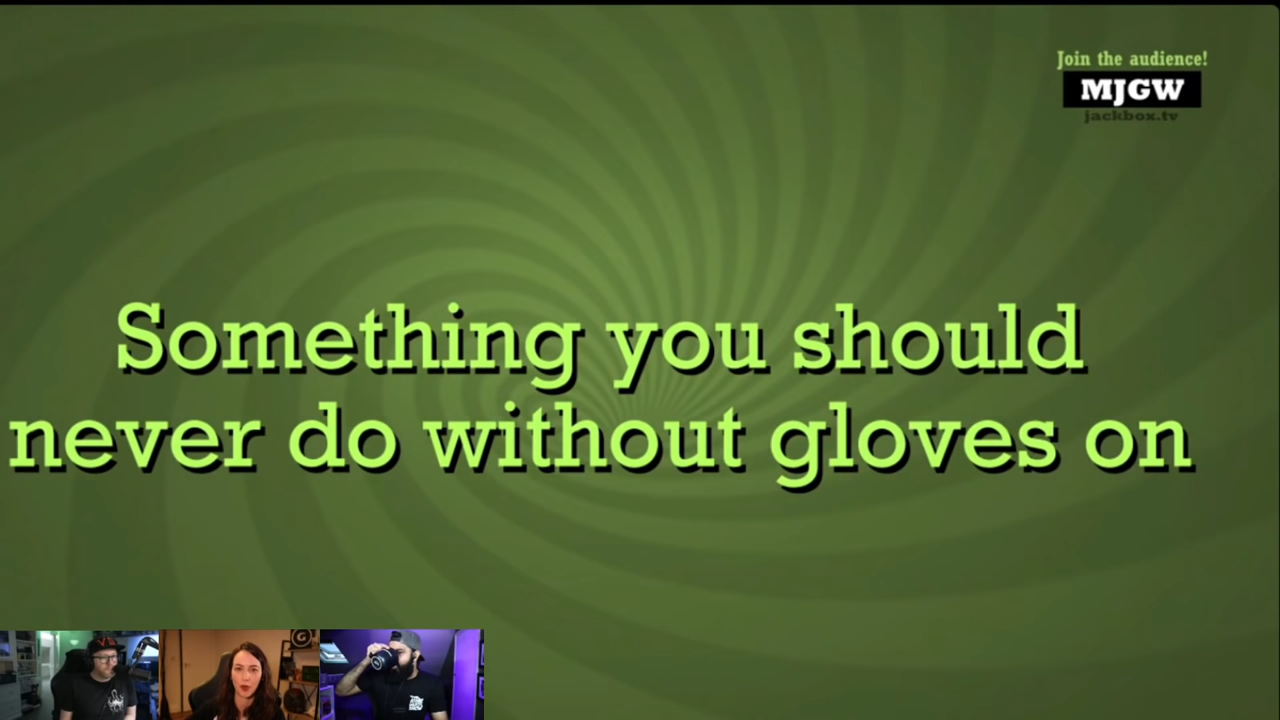 Join the audience!
MJGW
jackbox.tv
Something you should
never do without gloves on